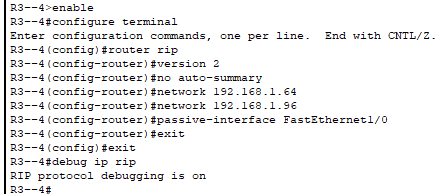 R3--4>enable
R3--4#configure terminal
Enter configuration commands, one per line.  End with CNTL/Z.
R3--4(config)#router rip
R3--4(config-router)#version 2
R3--4(config-router)#no auto-summary
R3--4(config-router)#network 192.168.1.64
R3--4(config-router)#network 192.168.1.96
R3--4(config-router)#passive-interface FastEthernet1/0
R3--4(config-router)#exit
R3--4(config)#exit
R3--4#debug ip rip
RIP protocol debugging is on
R3--4#